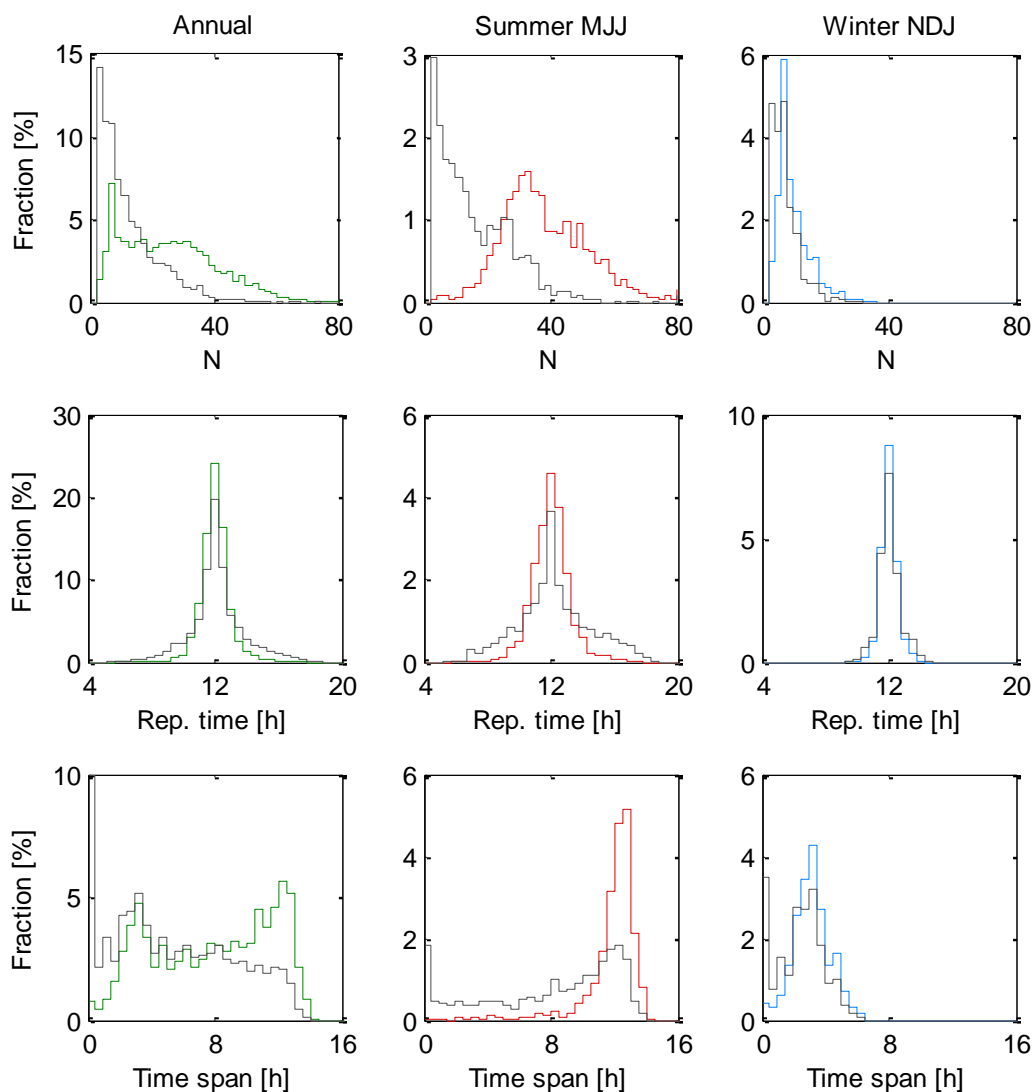 Annual Summer MJJ Winter NDJ
15 3 6
10 2 4
5 1 2
0 0 0
Fraction [%]
0 40 80 0 40 80 0 40 80
N N N
30 6 10
20 4
5
10 2
0 0 0
Fraction [%]
4 12 20 4 12 20 4 12 20
Rep. time [h] Rep. time [h] Rep. time [h]
10 6 6
4 4
5
2 2
0 0 0
Fraction [%]
0 8 16 0 8 16 0 8 16
Time span [h] Time span [h] Time span [h]